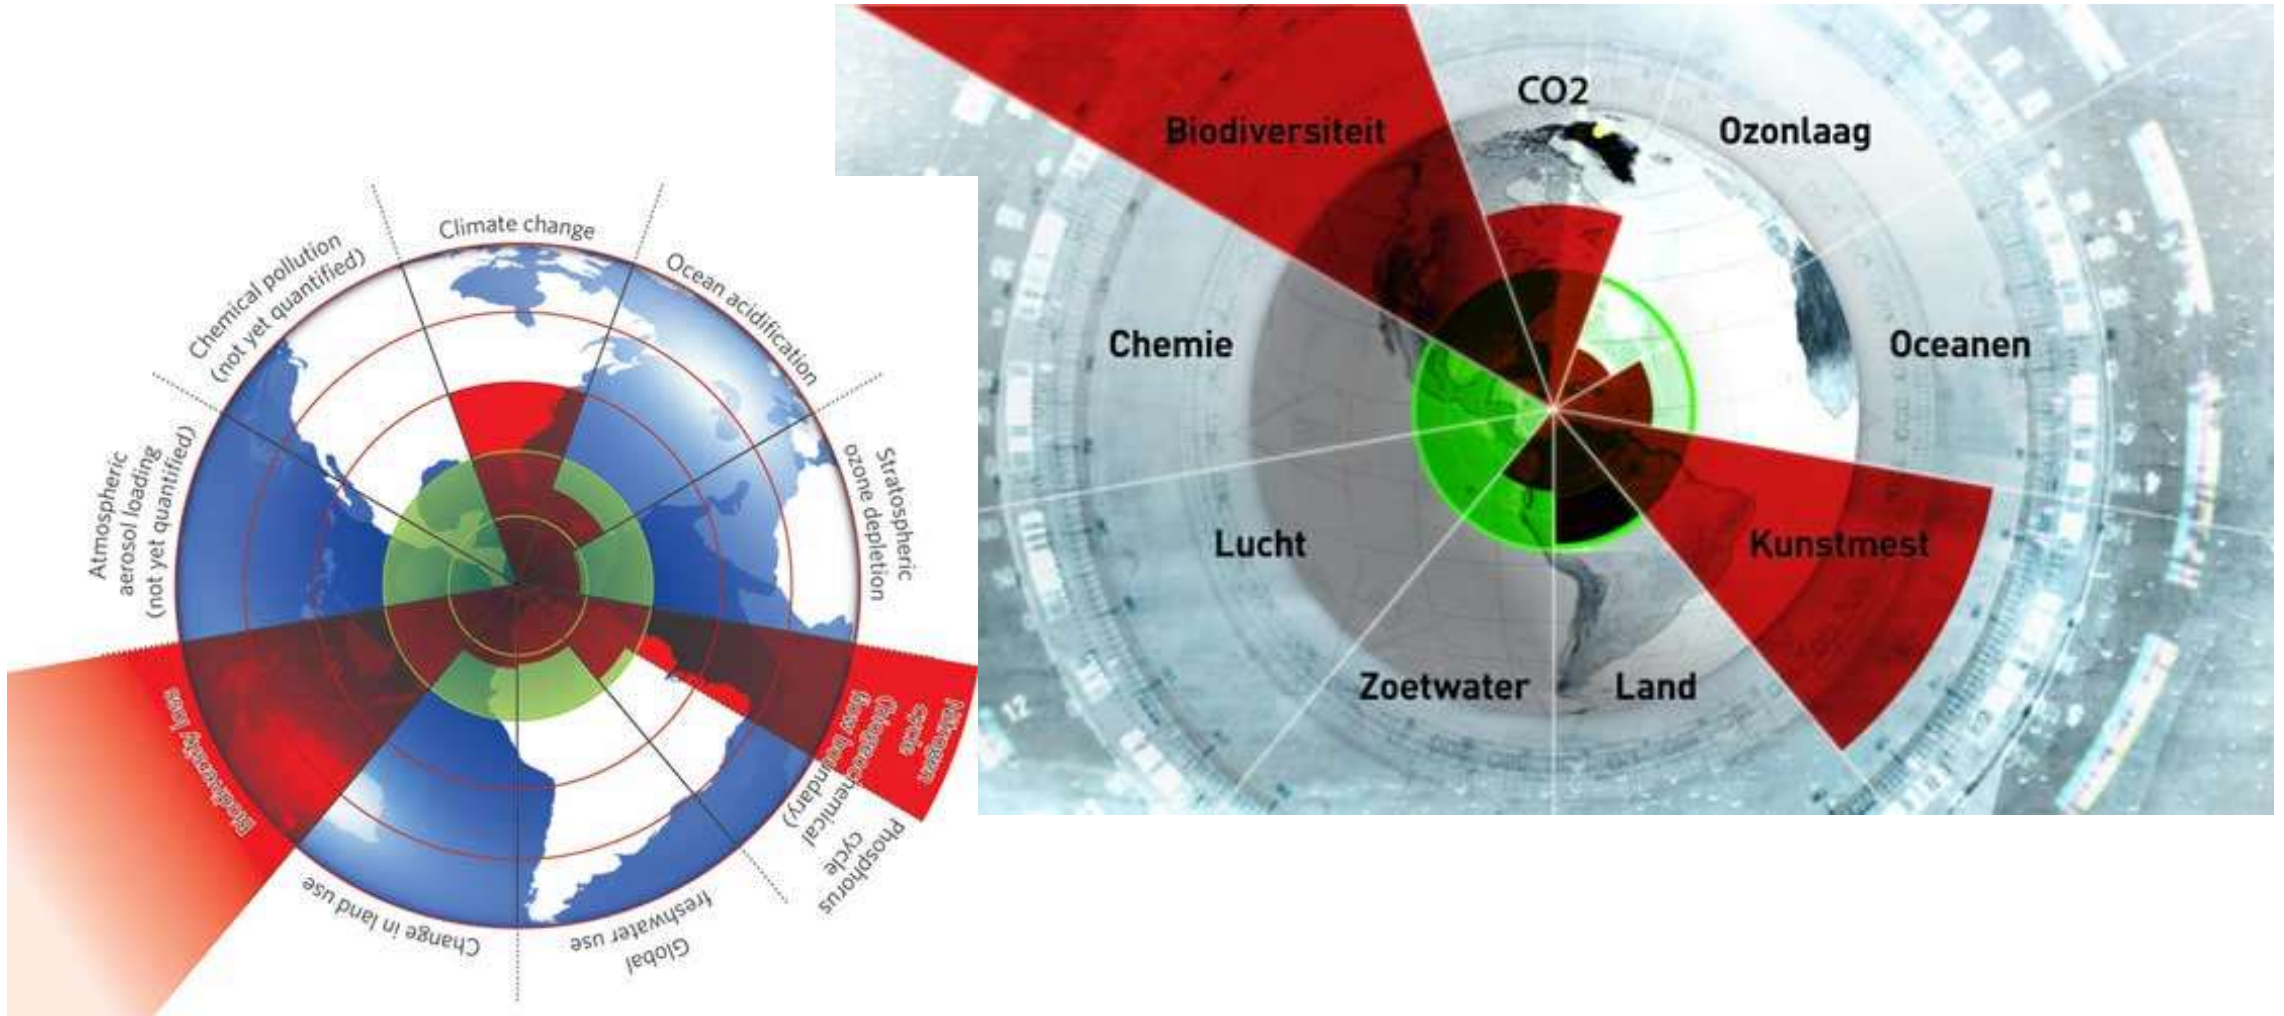 Climate change
Ocean acidification
Stratospheric
ozone depletion
Nitrogen
cycle
(biogeochemical
flow boundary)
Phosphorus
cycle
Global
freshwater use
Change in land use
Biodiversity loss
Atmospheric
aerosol loading
(not yet quantified)
Chemical pollution
(not yet quantified)
CO2
Biodiversiteit
Ozonlaag
Chemie
Oceanen
Lucht
Kunstmest
Zoetwater
Land
12